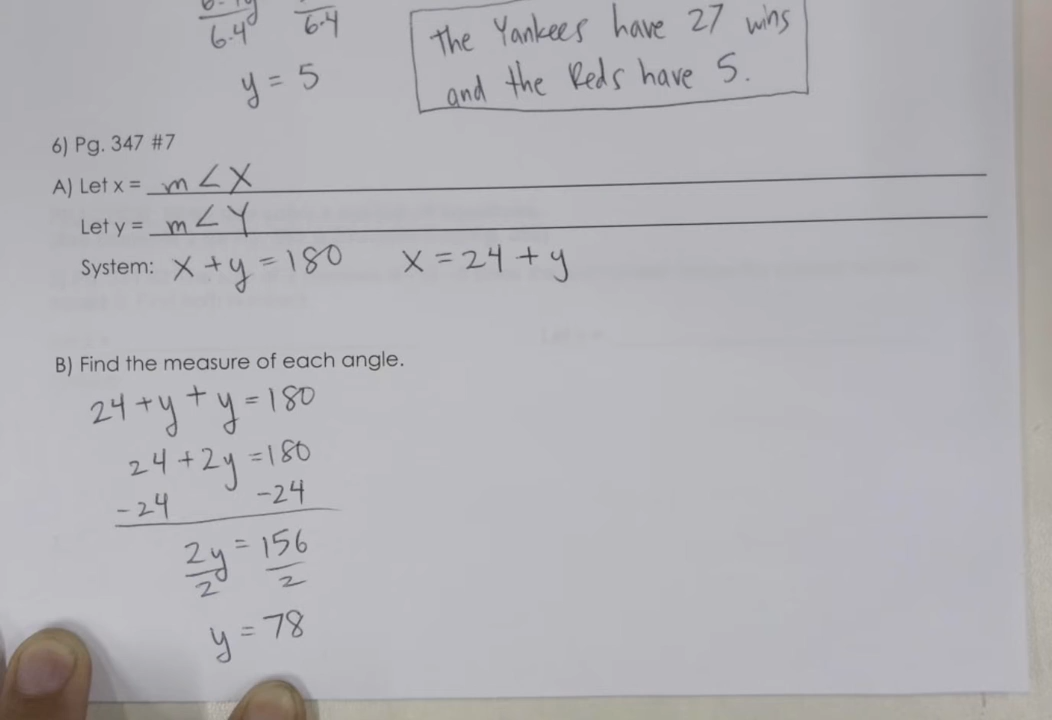 6.4 6.4
y = 5
The Yankees have 27 wins
and the Reds have 5.
6) Pg. 347 #7
A) Let x = m∠X
Let y = m∠Y
System: x + y = 180 x = 24 + y
B) Find the measure of each angle.
24 + y + y = 180
24 + 2y = 180
-24 -24
2y = 156
2 2
y = 78